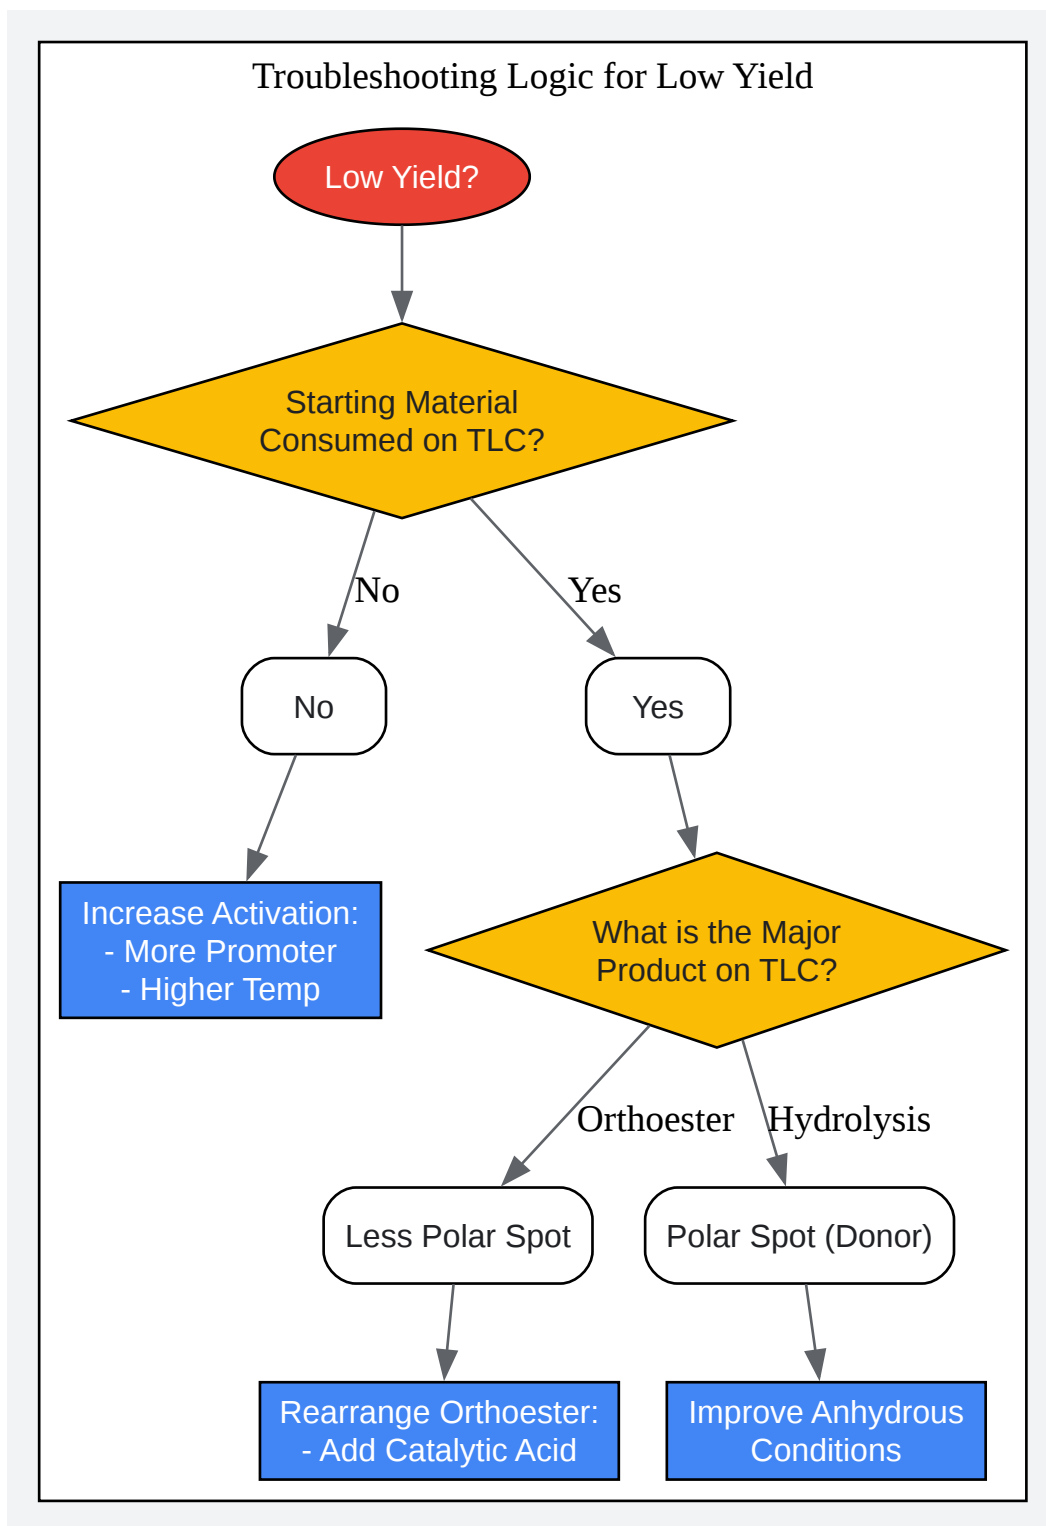 Troubleshooting Logic for Low Yield
Low Yield?
Starting Material
Consumed on TLC?
No
Yes
No
Yes
Increase Activation:
- More Promoter
- Higher Temp
What is the Major
Product on TLC?
Orthoester
Hydrolysis
Less Polar Spot
Polar Spot (Donor)
Rearrange Orthoester:
- Add Catalytic Acid
Improve Anhydrous
Conditions